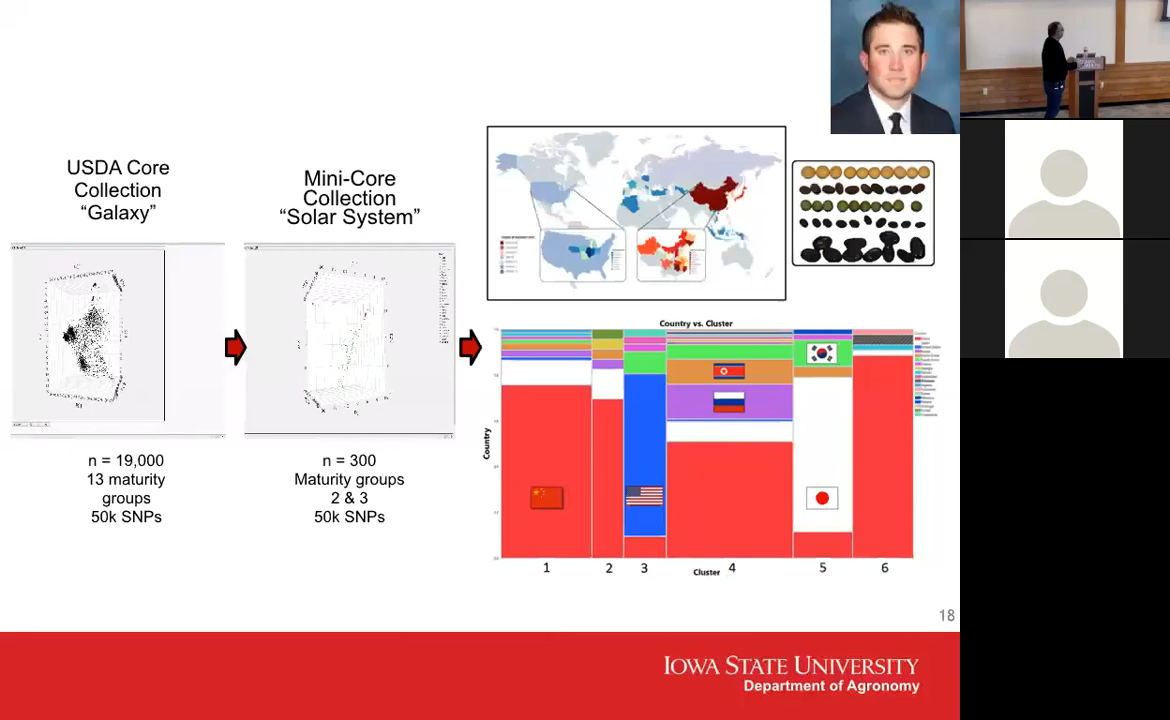 USDA Core
Collection
“Galaxy”
Mini-Core
Collection
“Solar System”
n = 19,000
13 maturity
groups
50k SNPs
n = 300
Maturity groups
2 & 3
50k SNPs
Country vs. Cluster
Country
1
2
3
4
5
6
Cluster
18
IOWA STATE UNIVERSITY
Department of Agronomy